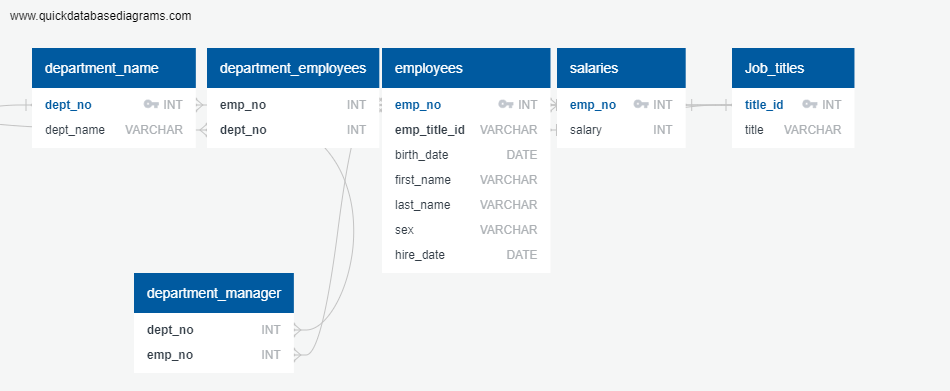 www.quickdatabasediagrams.com
department_name
dept_no INT
dept_name VARCHAR
department_employees
emp_no INT
dept_no INT
employees
emp_no INT
emp_title_id VARCHAR
birth_date DATE
first_name VARCHAR
last_name VARCHAR
sex VARCHAR
hire_date DATE
salaries
emp_no INT
salary INT
Job_titles
title_id INT
title VARCHAR
department_manager
dept_no INT
emp_no INT